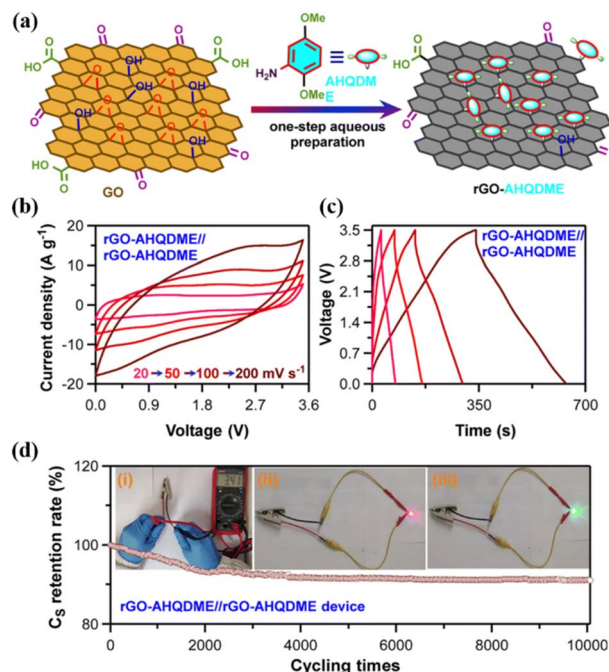 (a)
OMe
H₂N
OMe
≡
AHQDM
E
one-step aqueous
preparation
O
OH
HO
O
OH
OH
OH
O
O
O
O
O
HO
O
OH
O
GO
O
HO
O
OH
O
rGO-AHQDME
(b)
rGO-AHQDME//
rGO-AHQDME
Current density (A g⁻¹)
20
10
0
-10
-20
20→50→100→200 mV s⁻¹
0.0 0.9 1.8 2.7 3.6
Voltage (V)
(c)
rGO-AHQDME//
rGO-AHQDME
Voltage (V)
3.5
2.8
2.1
1.4
0.7
0.0
0 350 700
Time (s)
(d)
(i)
(ii)
(iii)
341
Cs retention rate (%)
120
100
80
rGO-AHQDME//rGO-AHQDME device
0 2000 4000 6000 8000 10000
Cycling times